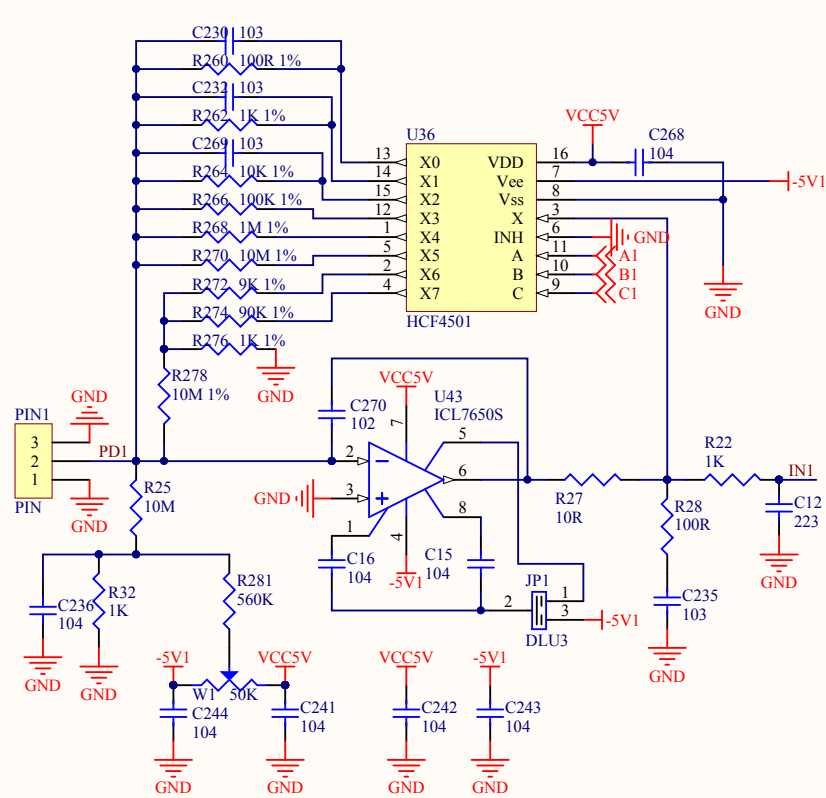 C230 103
R260 100R 1%
C232 103
R262 1K 1%
C269 103
R264 10K 1%
R266 100K 1%
R268 1M 1%
R270 10M 1%
R272 9K 1%
R274 90K 1%
R276 1K 1%
GND
R278
10M 1%
U36
13 X0 VDD 16
14 X1 Vee 7
15 X2 Vss 8
12 X3 X 3
1 X4 INH 6
5 X5 A 11
2 X6 B 10
4 X7 C 9
HCF4501
VCC5V
C268
104
-5V1
GND
A1
B1
C1
GND
GND
PIN1
3
2
1
PIN
PD1
GND
R25
10M
C270
102
VCC5V
U43
ICL7650S
7
5
2
6
3
GND
1
8
4
C16
104
-5V1
C15
104
JP1
2
1
3
-5V1
DLU3
R27
10R
R22
1K
IN1
C12
223
GND
R28
100R
C235
103
GND
C236
104
GND
R32
1K
GND
R281
560K
-5V1
W1 50K
VCC5V
C244
104
GND
C241
104
GND
VCC5V
C242
104
GND
-5V1
C243
104
GND